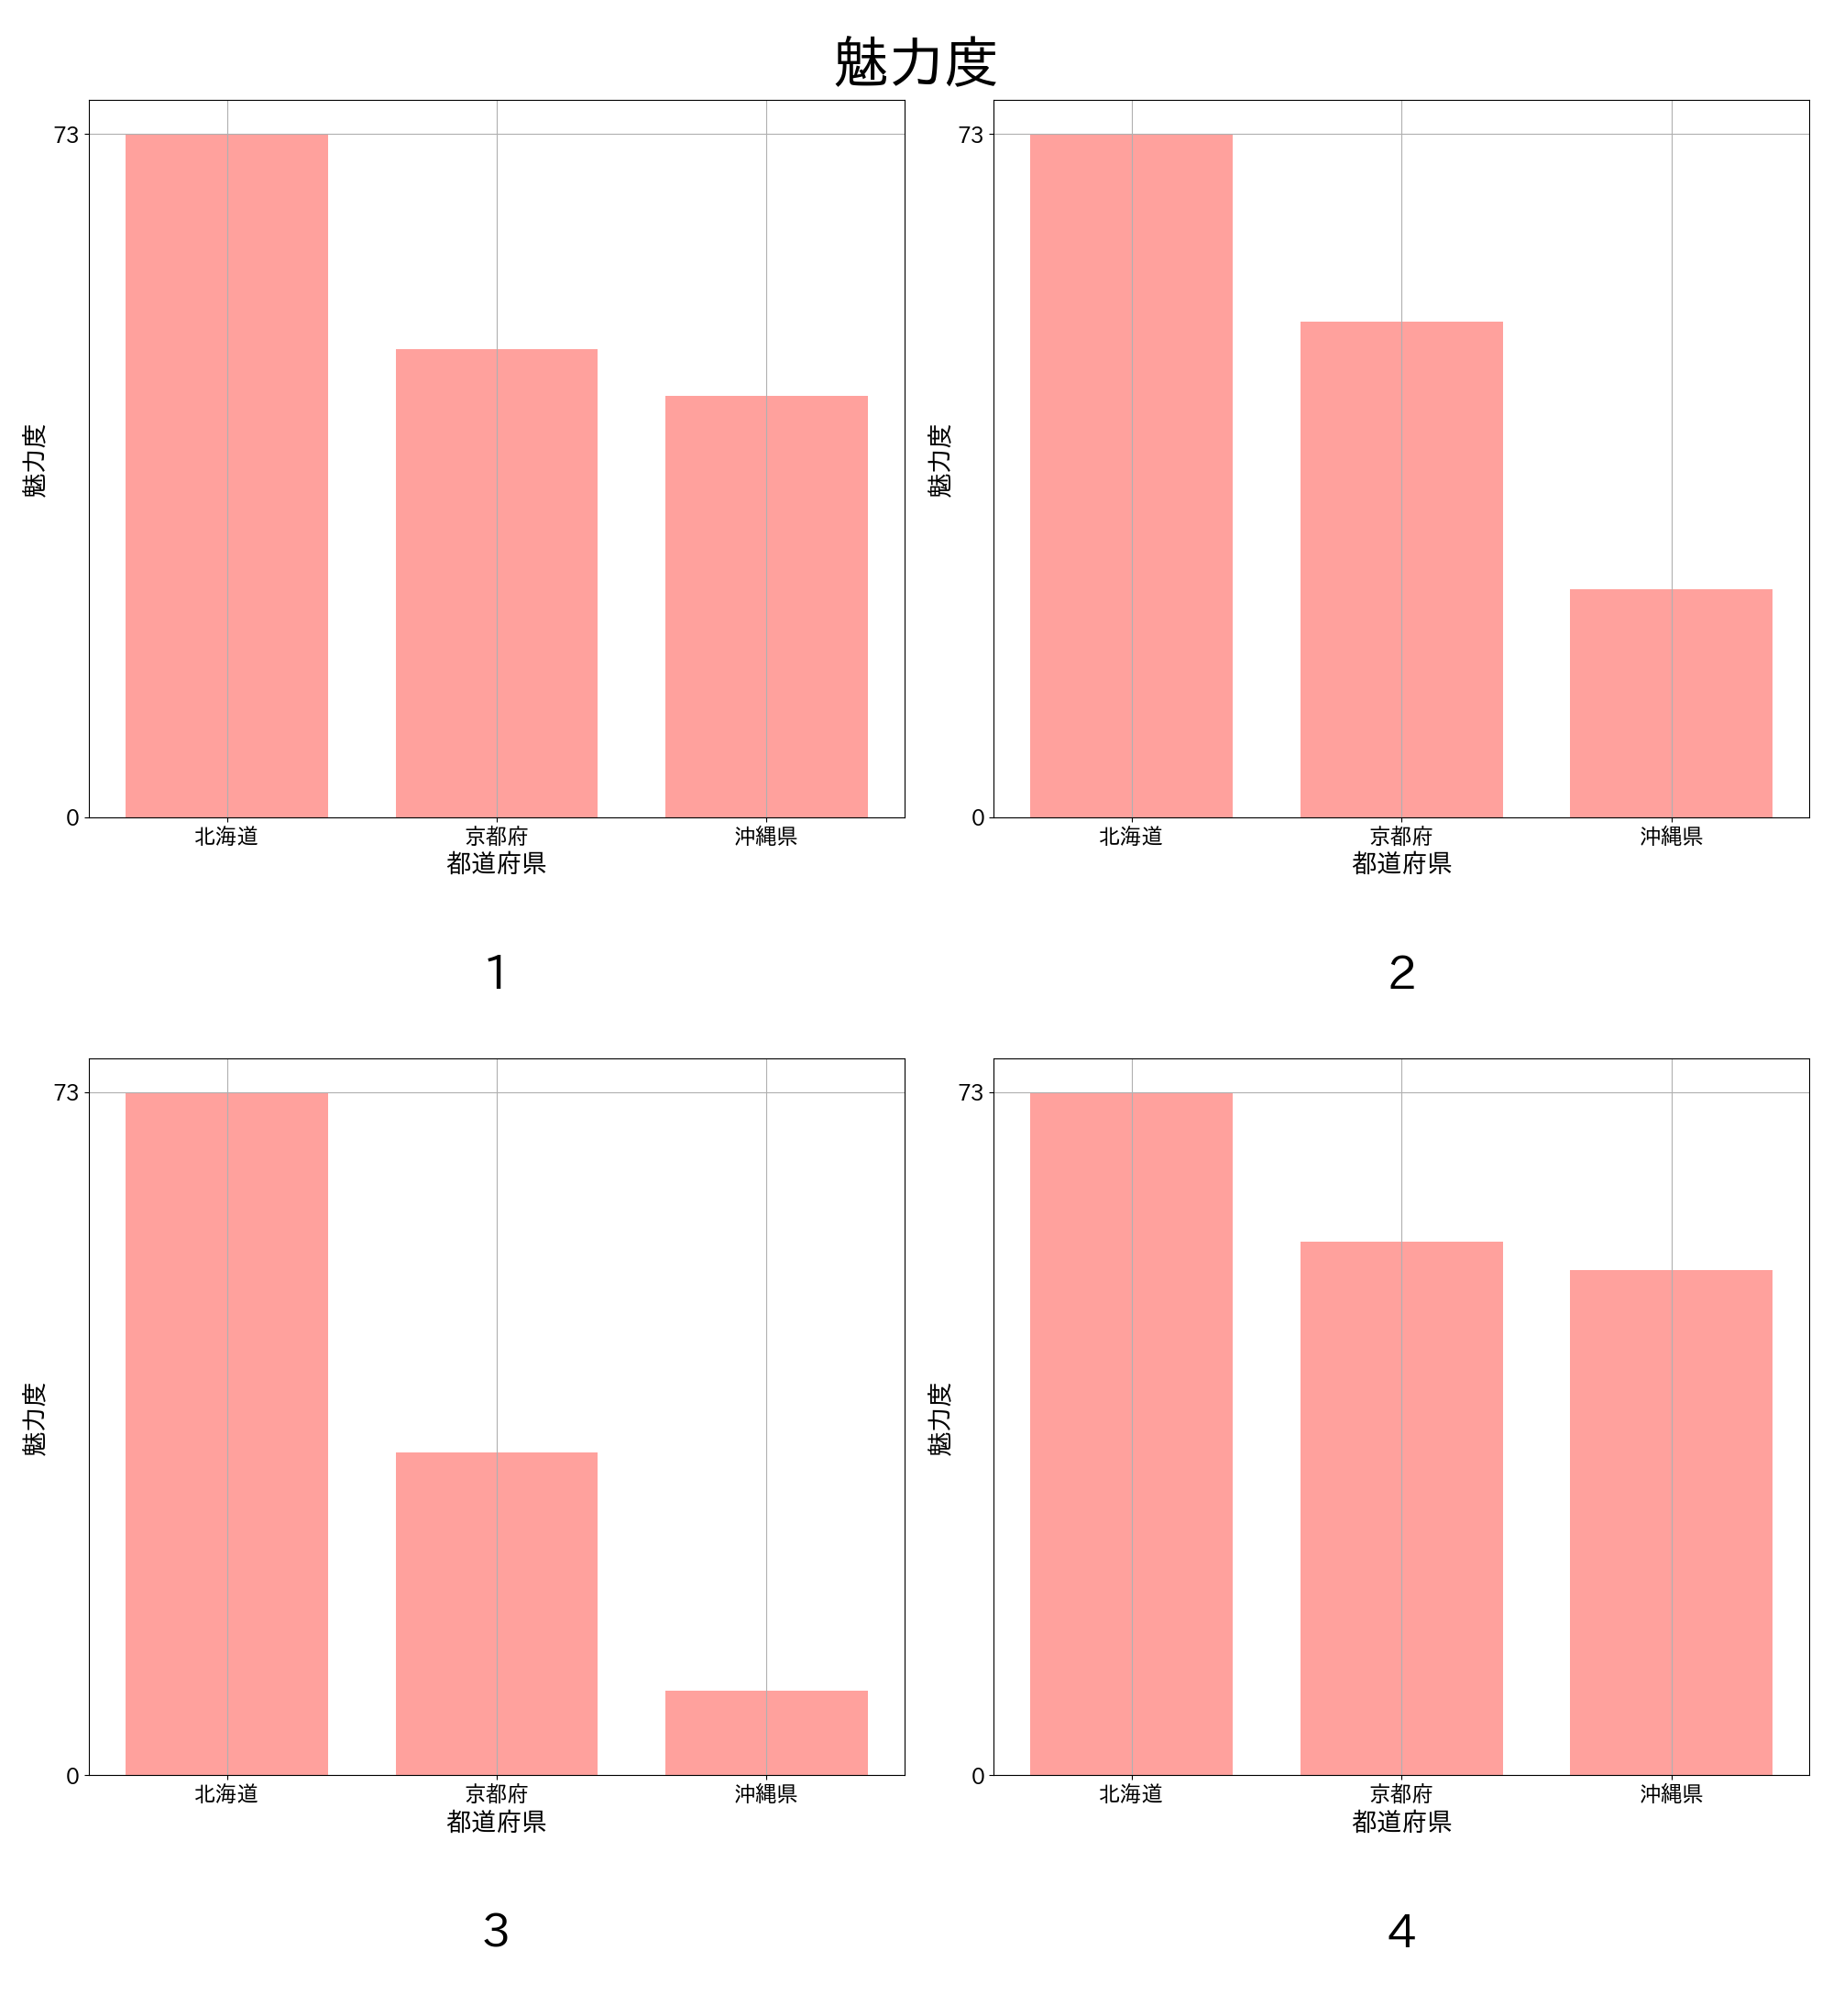 魅力度
73
0
魅力度
北海道 京都府 沖縄県
都道府県
1
73
0
魅力度
北海道 京都府 沖縄県
都道府県
2
73
0
魅力度
北海道 京都府 沖縄県
都道府県
3
73
0
魅力度
北海道 京都府 沖縄県
都道府県
4